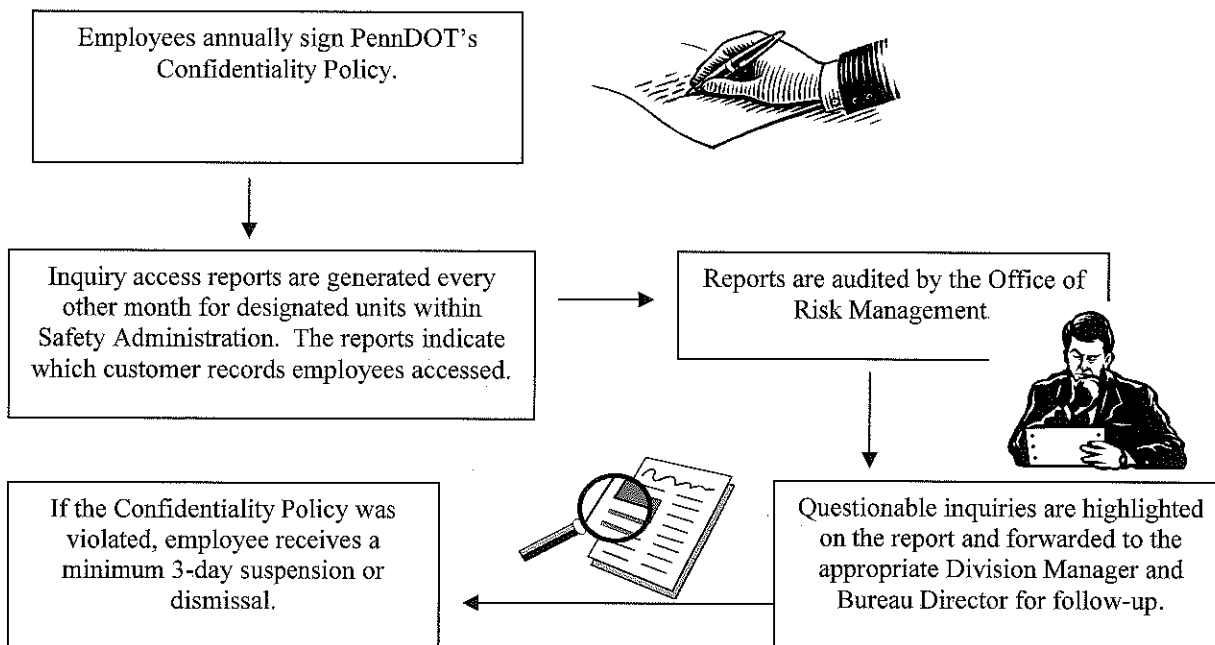 Employees annually sign PennDOT's
Confidentiality Policy.
Inquiry access reports are generated every
other month for designated units within
Safety Administration. The reports indicate
which customer records employees accessed.
Reports are audited by the Office of
Risk Management.
Questionable inquiries are highlighted
on the report and forwarded to the
appropriate Division Manager and
Bureau Director for follow-up.
If the Confidentiality Policy was
violated, employee receives a
minimum 3-day suspension or
dismissal.